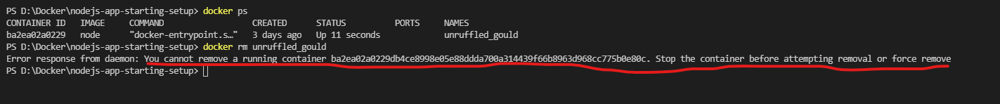 PS D:\Docker\nodejs-app-starting-setup> docker ps
CONTAINER ID   IMAGE     COMMAND                  CREATED      STATUS          PORTS     NAMES
ba2ea02a0229   node      "docker-entrypoint.s…"   3 days ago   Up 11 seconds             unruffled_gould
PS D:\Docker\nodejs-app-starting-setup> docker rm unruffled_gould
Error response from daemon: You cannot remove a running container ba2ea02a0229db4ce8998e05e88ddda700a314439f66b8963d968cc775b0e80c. Stop the container before attempting removal or force remove
PS D:\Docker\nodejs-app-starting-setup>